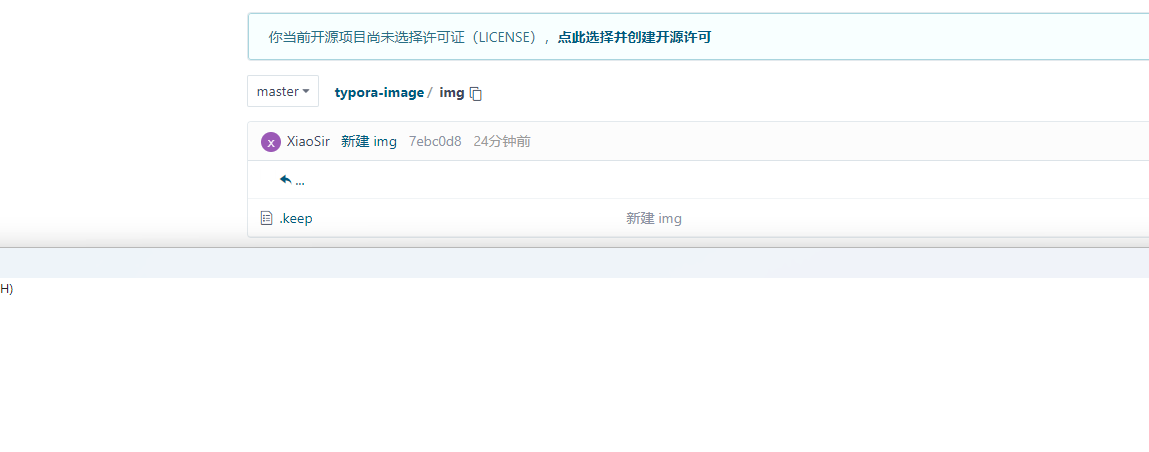 你当前开源项目尚未选择许可证（LICENSE），点此选择并创建开源许可
master typora-image / img
x XiaoSir 新建 img 7ebc0d8 24分钟前
...
.keep 新建 img
H)